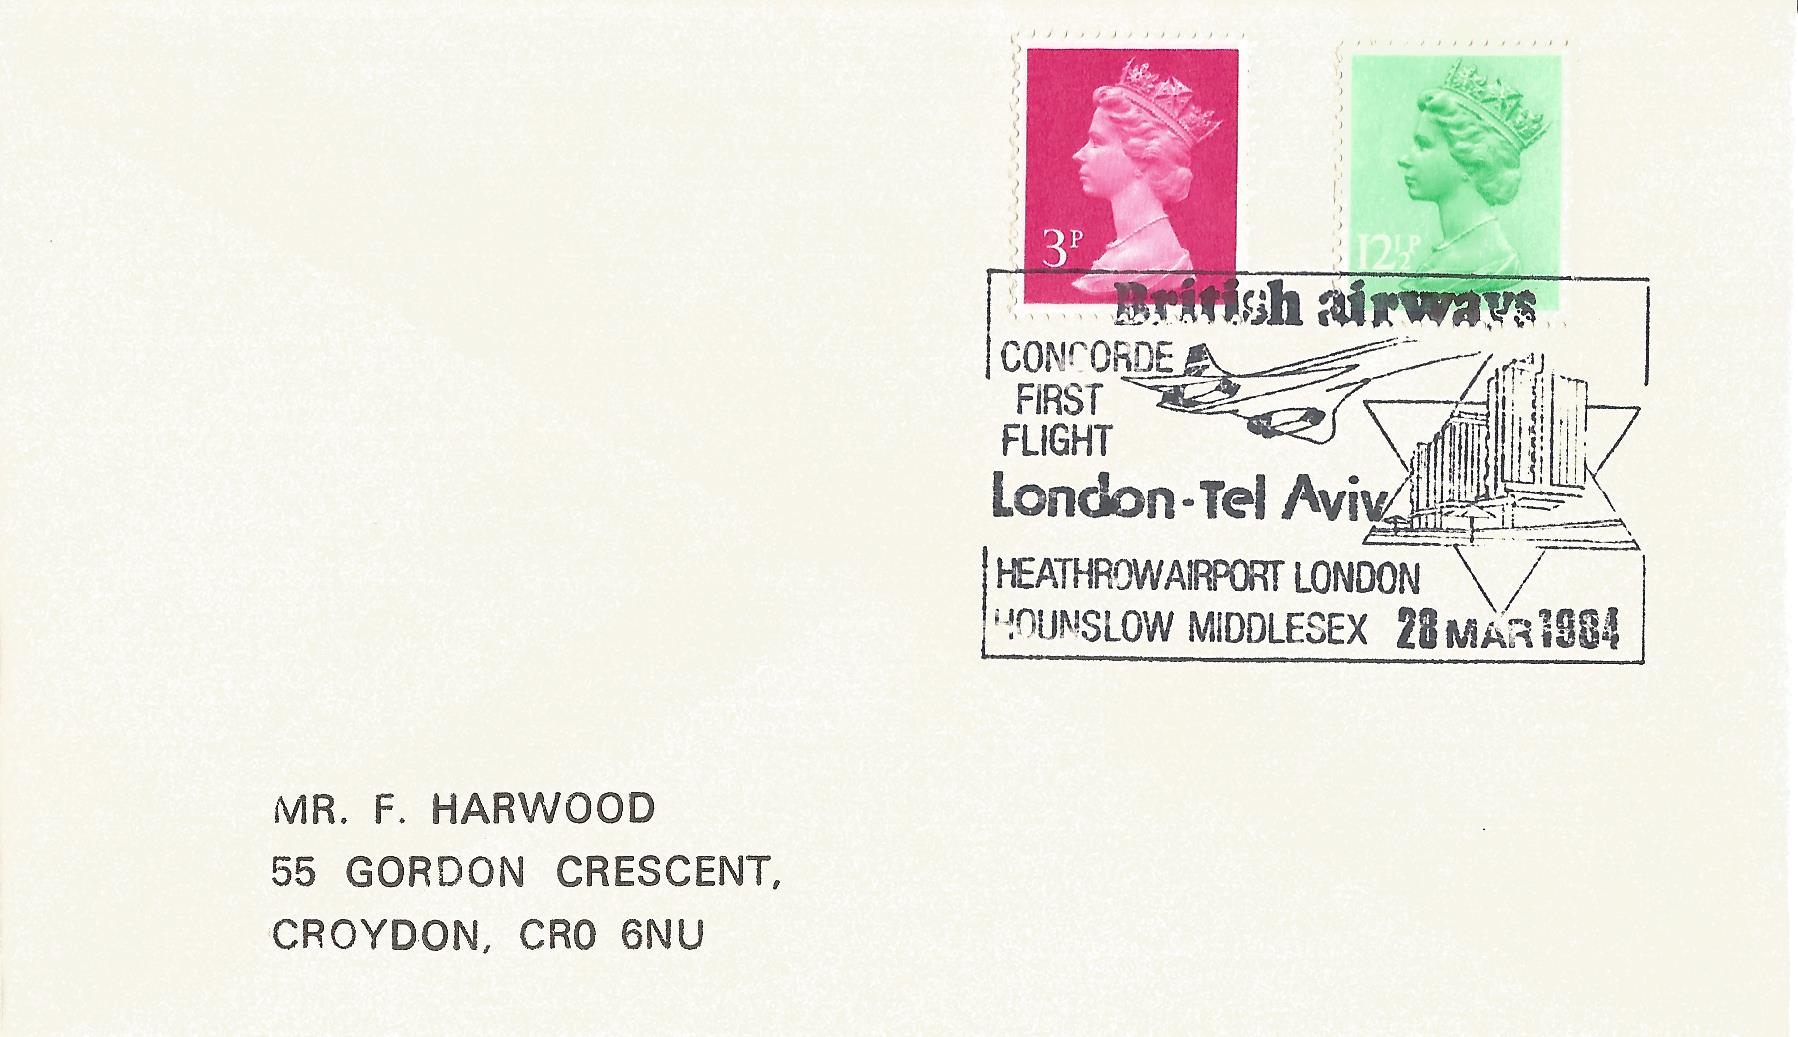 3P
12½P
British airways
CONCORDE
FIRST
FLIGHT
London-Tel Aviv
HEATHROW AIRPORT LONDON
HOUNSLOW MIDDLESEX 28 MAR 1984
MR. F. HARWOOD
55 GORDON CRESCENT,
CROYDON, CR0 6NU